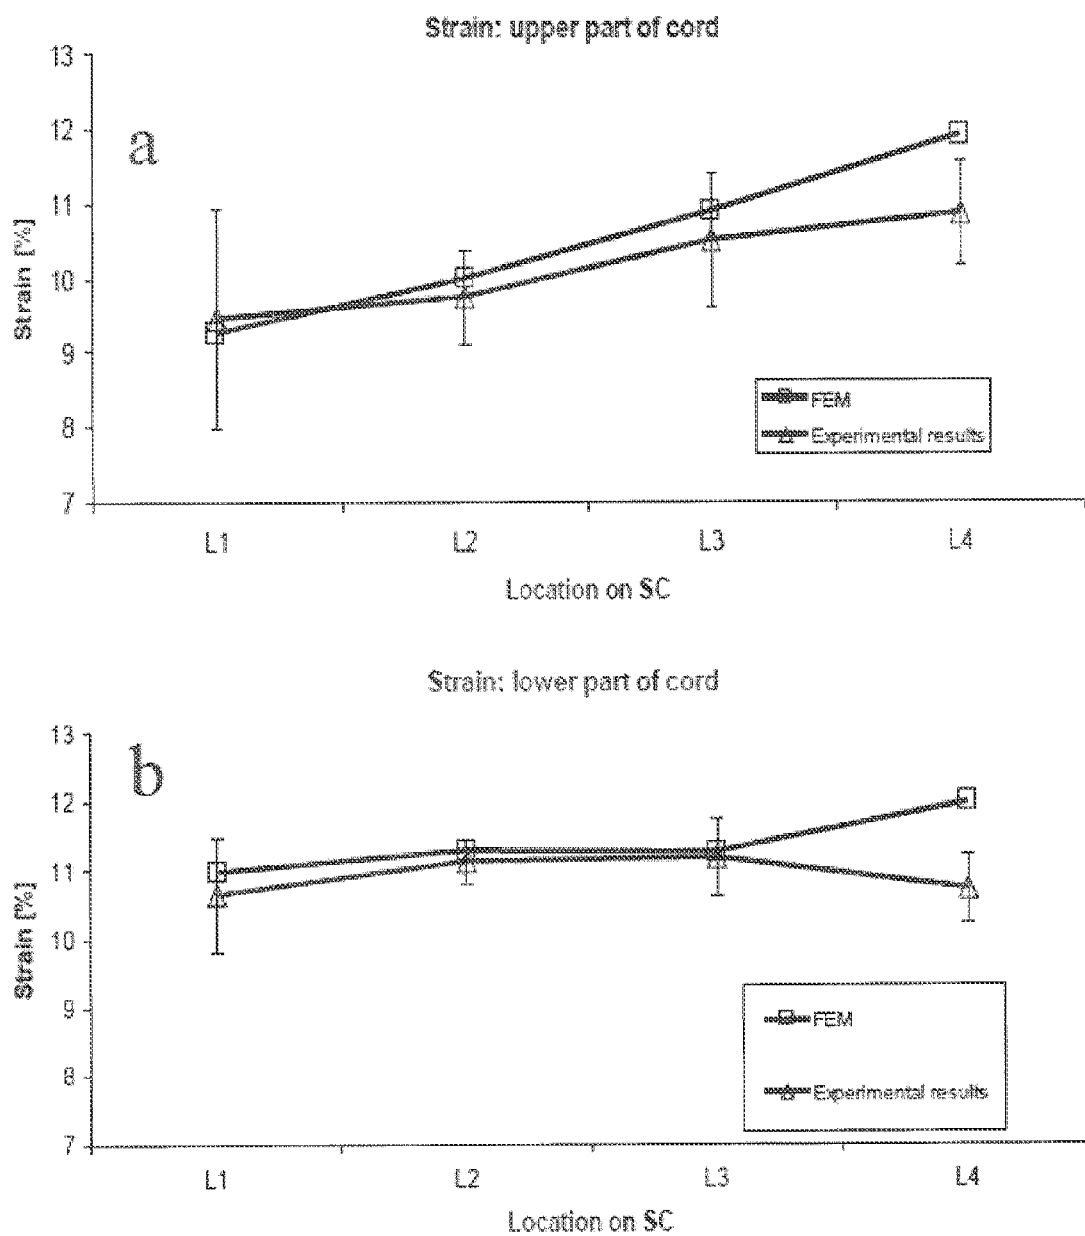 Strain: upper part of cord
13
12
11
10
9
8
7
Strain [%]
a
FEM
Experimental results
L1 L2 L3 L4
Location on SC
Strain: lower part of cord
13
12
11
10
9
8
7
Strain [%]
b
FEM
Experimental results
L1 L2 L3 L4
Location on SC